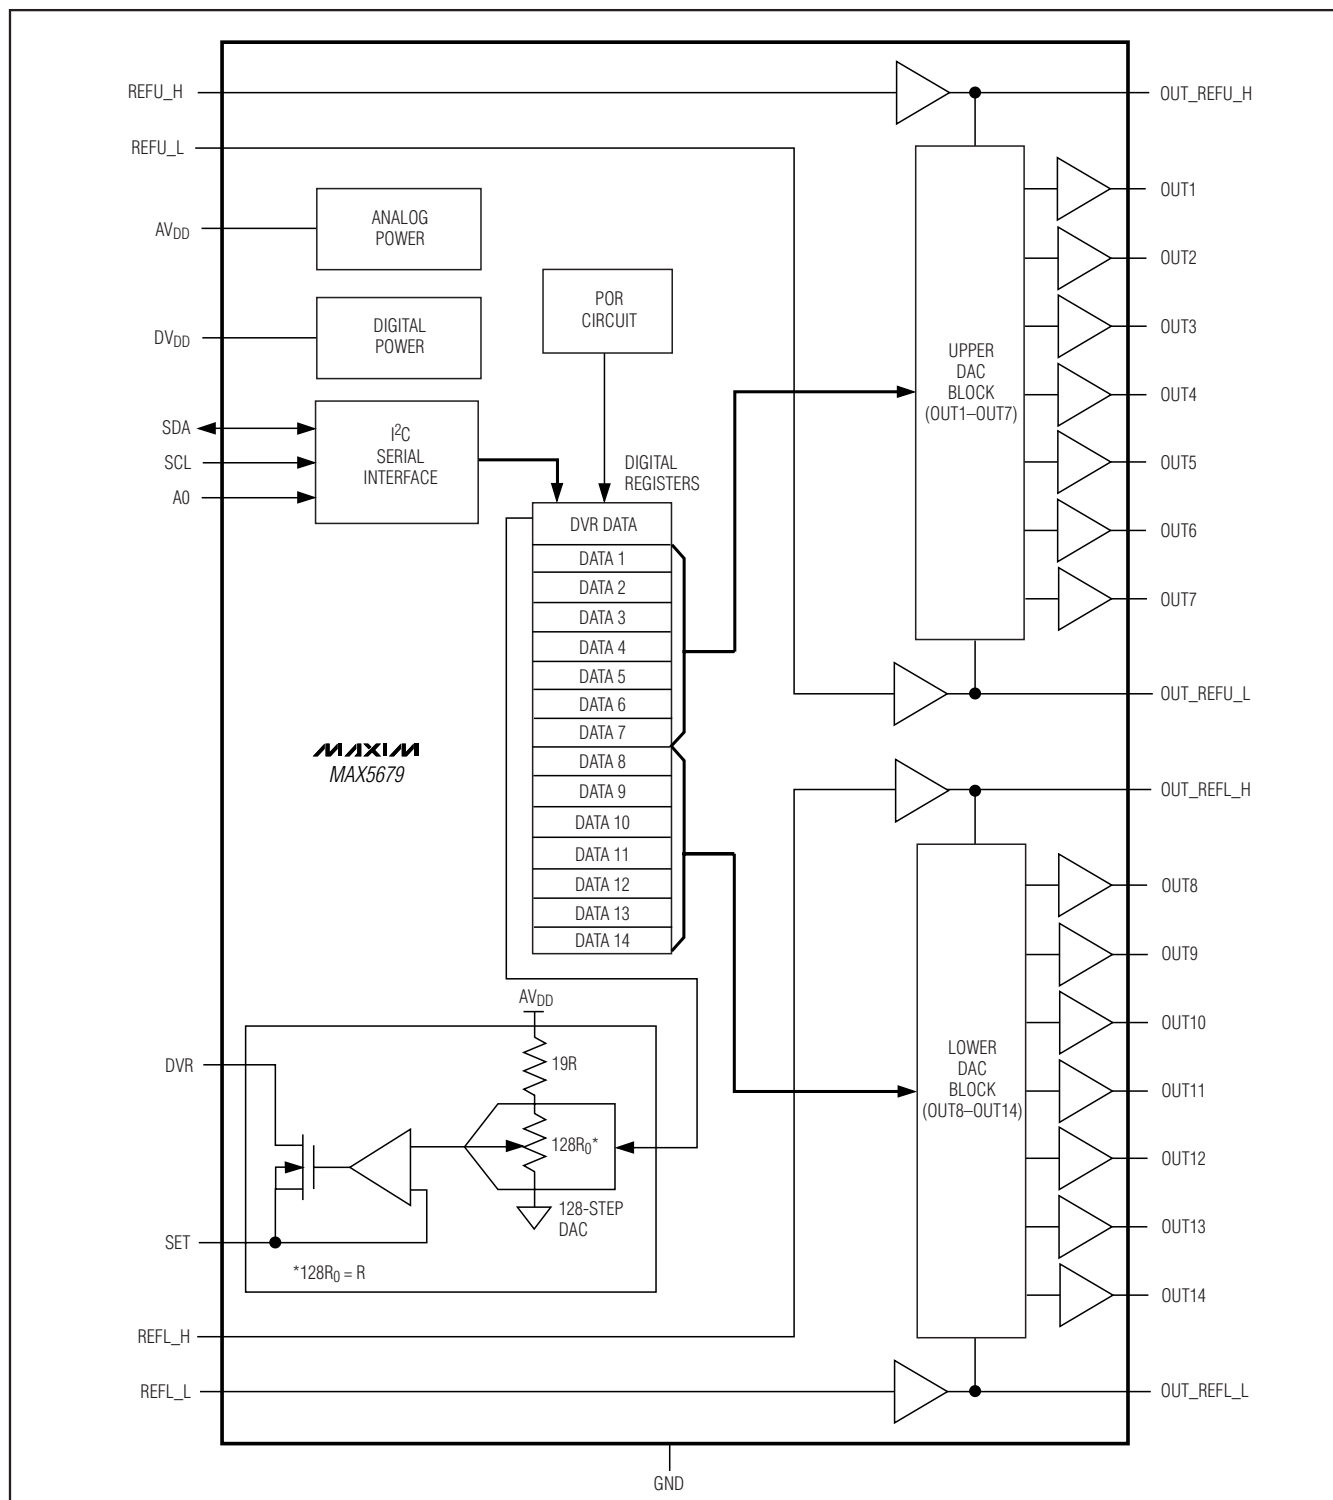 REFU_H
OUT_REFU_H
REFU_L
AVDD
ANALOG
POWER
DVDD
DIGITAL
POWER
POR
CIRCUIT
SDA
SCL
A0
I2C
SERIAL
INTERFACE
DIGITAL
REGISTERS
DVR DATA
DATA 1
DATA 2
DATA 3
DATA 4
DATA 5
DATA 6
DATA 7
DATA 8
DATA 9
DATA 10
DATA 11
DATA 12
DATA 13
DATA 14
MAXIM
MAX5679
UPPER
DAC
BLOCK
(OUT1–OUT7)
OUT1
OUT2
OUT3
OUT4
OUT5
OUT6
OUT7
OUT_REFU_L
OUT_REFL_H
LOWER
DAC
BLOCK
(OUT8–OUT14)
OUT8
OUT9
OUT10
OUT11
OUT12
OUT13
OUT14
AVDD
19R
128R0*
128-STEP
DAC
DVR
SET
*128R0 = R
REFL_H
REFL_L
OUT_REFL_L
GND